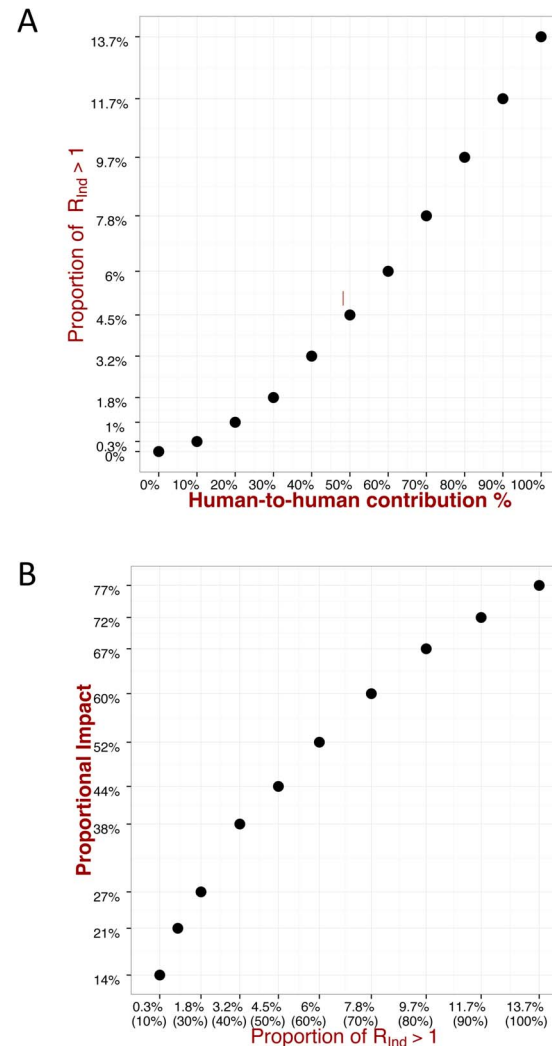 A
13.7%
11.7%
9.7%
7.8%
6%
4.5%
3.2%
1.8%
1%
0.3%
0%
Proportion of R_Ind > 1
0% 10% 20% 30% 40% 50% 60% 70% 80% 90% 100%
Human-to-human contribution %
B
77%
72%
67%
60%
52%
44%
38%
27%
21%
14%
Proportional Impact
0.3% 1.8% 3.2% 4.5% 6% 7.8% 9.7% 11.7% 13.7%
(10%) (30%) (40%) (50%) (60%) (70%) (80%) (90%) (100%)
Proportion of R_Ind > 1